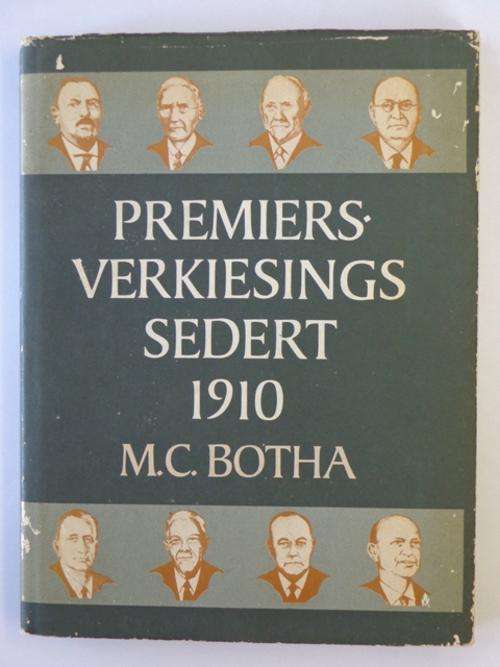 PREMIERS·
VERKIESINGS
SEDERT
1910
M.C. BOTHA